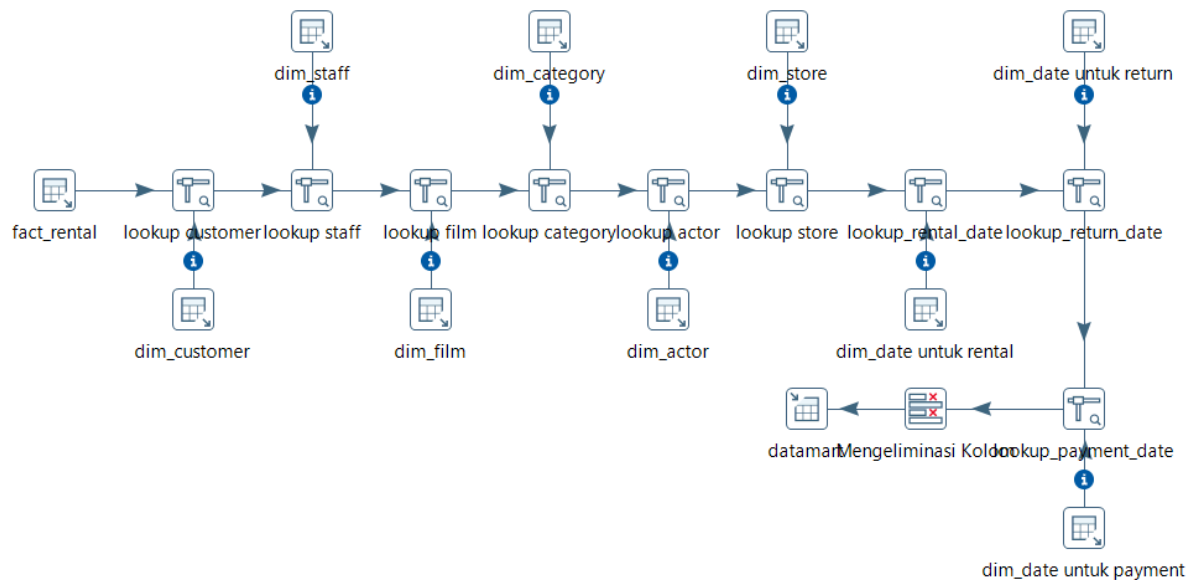 dim_staff
dim_category
dim_store
dim_date untuk return
fact_rental
lookup customer
lookup staff
lookup film
lookup category
lookup actor
lookup store
lookup_rental_date
lookup_return_date
dim_customer
dim_film
dim_actor
dim_date untuk rental
datamart
Mengeliminasi Kolom
lookup_payment_date
dim_date untuk payment